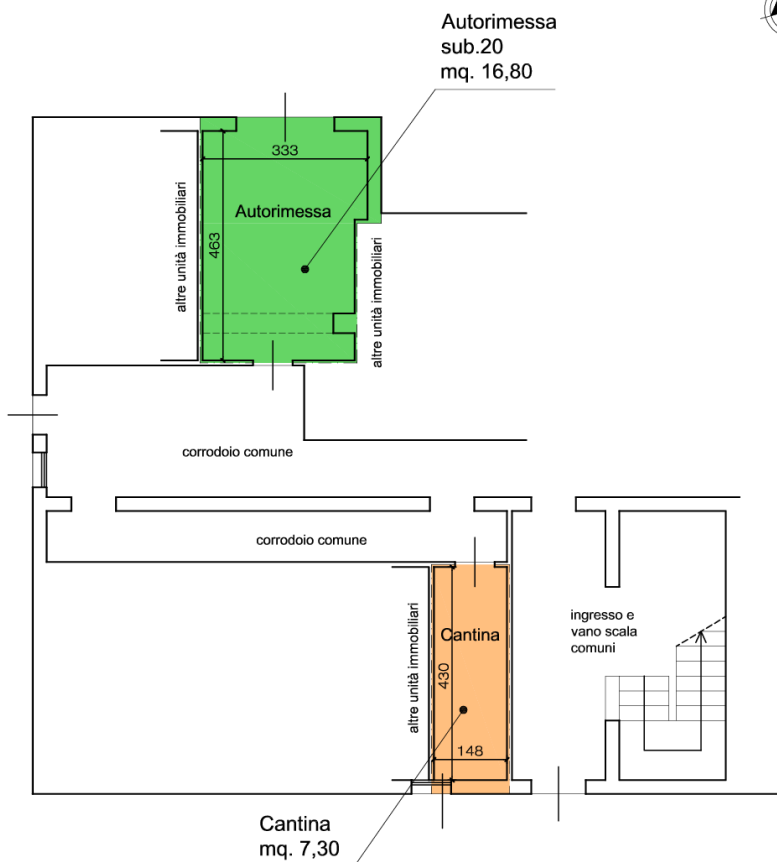 Autorimessa
sub.20
mq. 16,80
333
Autorimessa
463
altre unità immobiliari
altre unità immobiliari
corrodoio comune
corrodoio comune
ingresso e
vano scala
comuni
Cantina
430
altre unità immobiliari
148
Cantina
mq. 7,30